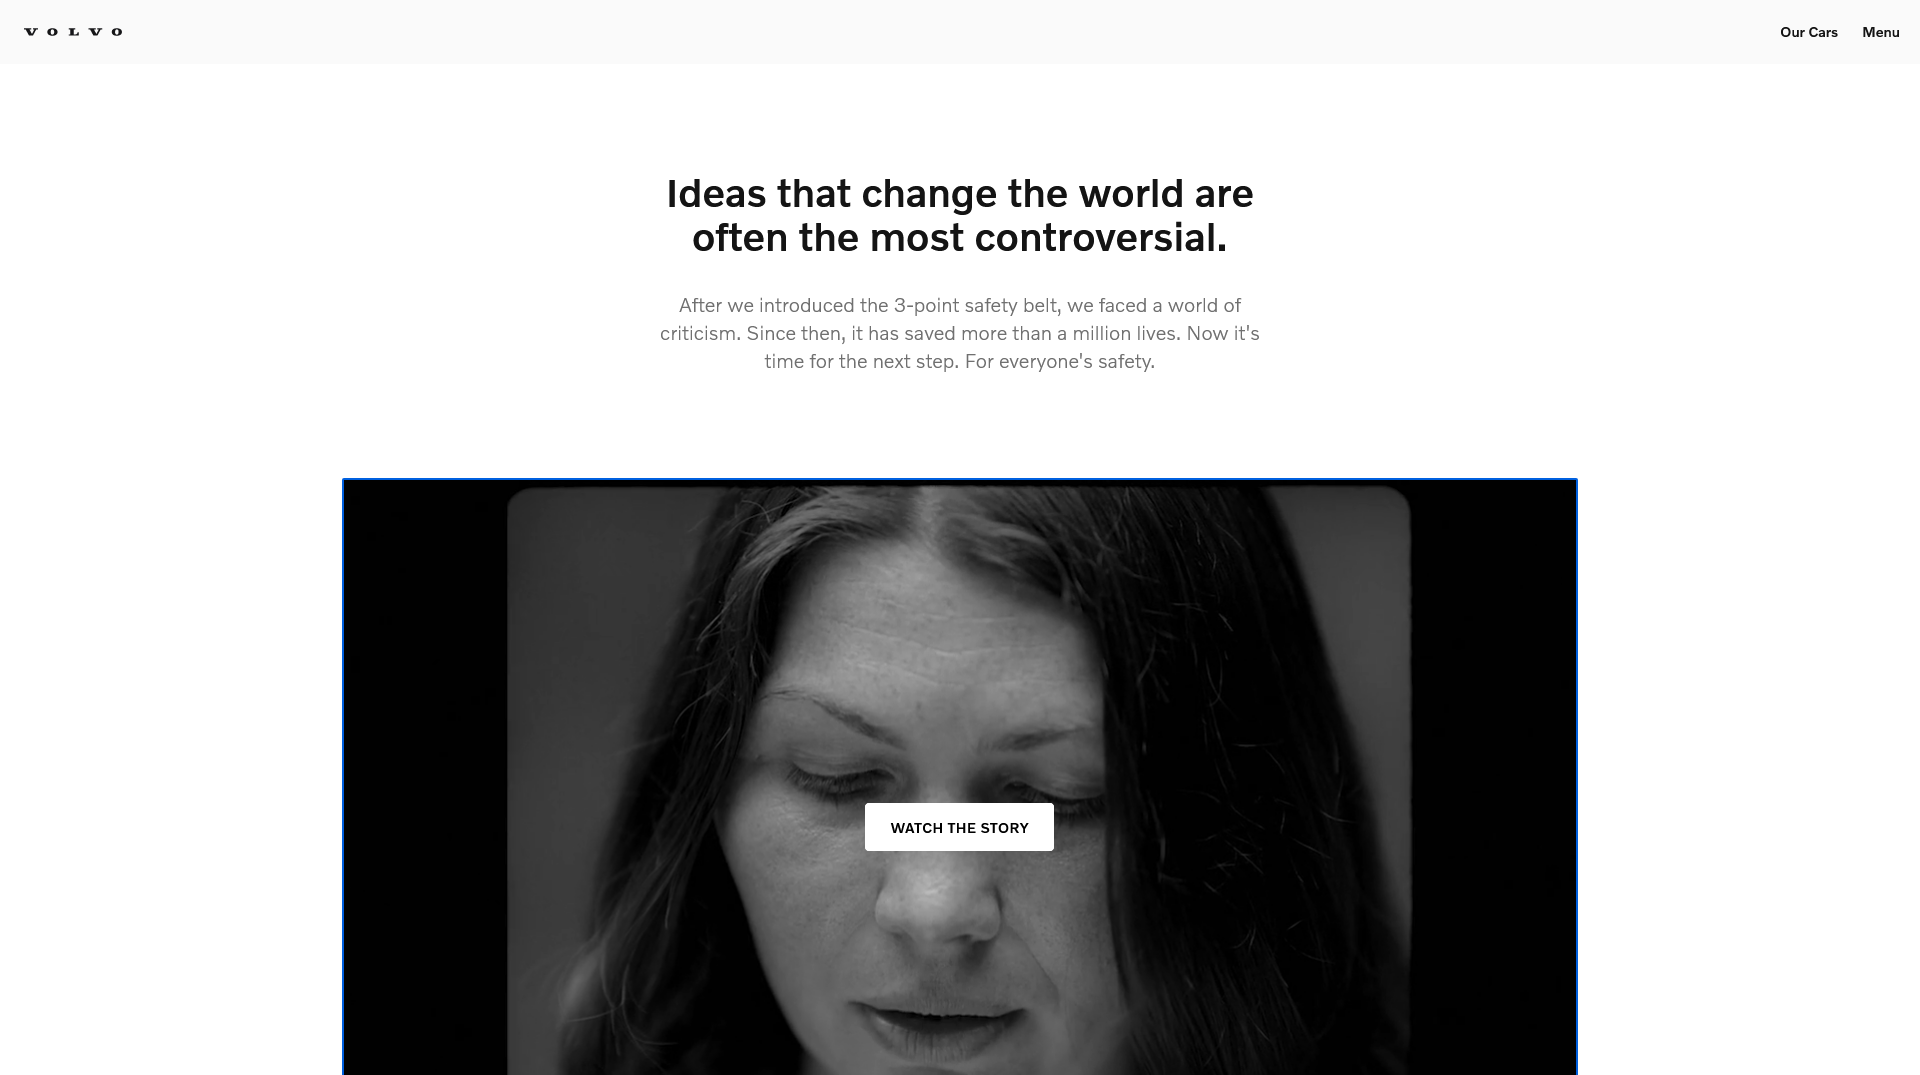 VOLVO
Our Cars
Menu
Ideas that change the world are
often the most controversial.
After we introduced the 3-point safety belt, we faced a world of
criticism. Since then, it has saved more than a million lives. Now it's
time for the next step. For everyone's safety.
WATCH THE STORY